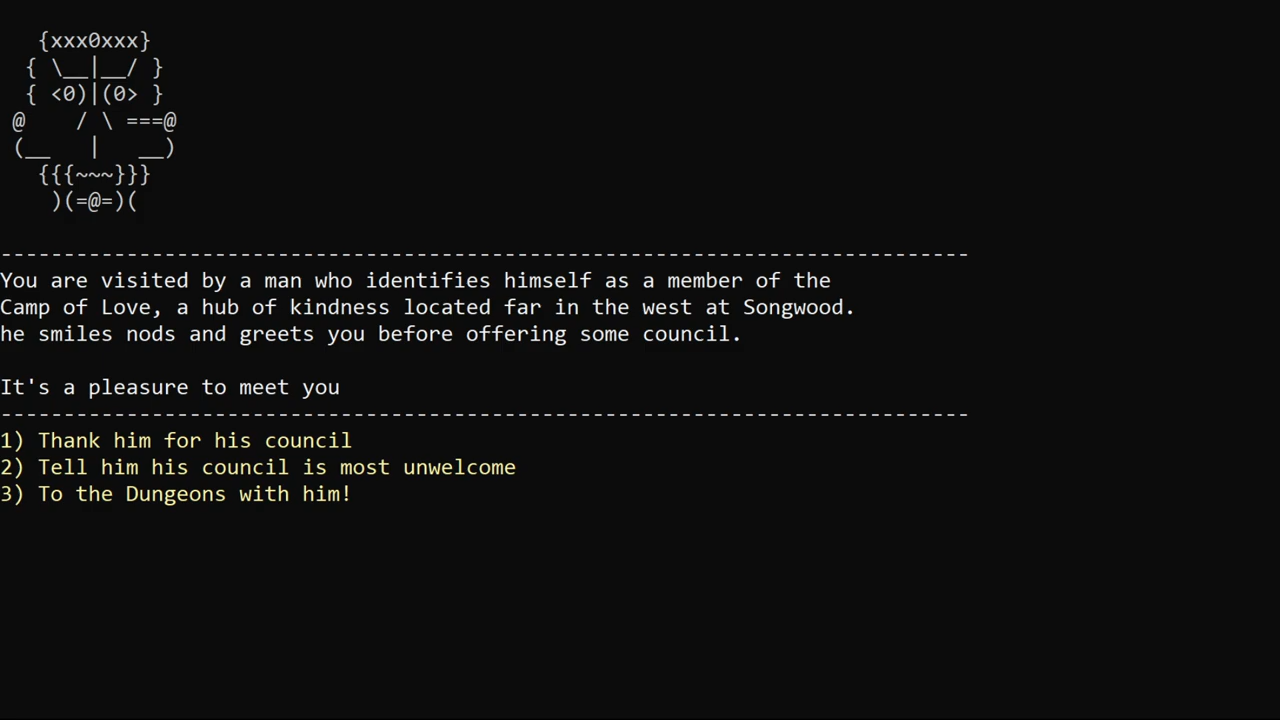 {xxx0xxx}
{ \__|__/ }
{ <0)|(0> }
@    / \ ===@
(__   |   __)
{{{~~~}}}
)(=@=)(
-----------------------------------------------------------------------------
You are visited by a man who identifies himself as a member of the
Camp of Love, a hub of kindness located far in the west at Songwood.
he smiles nods and greets you before offering some council.
It's a pleasure to meet you
-----------------------------------------------------------------------------
1) Thank him for his council
2) Tell him his council is most unwelcome
3) To the Dungeons with him!